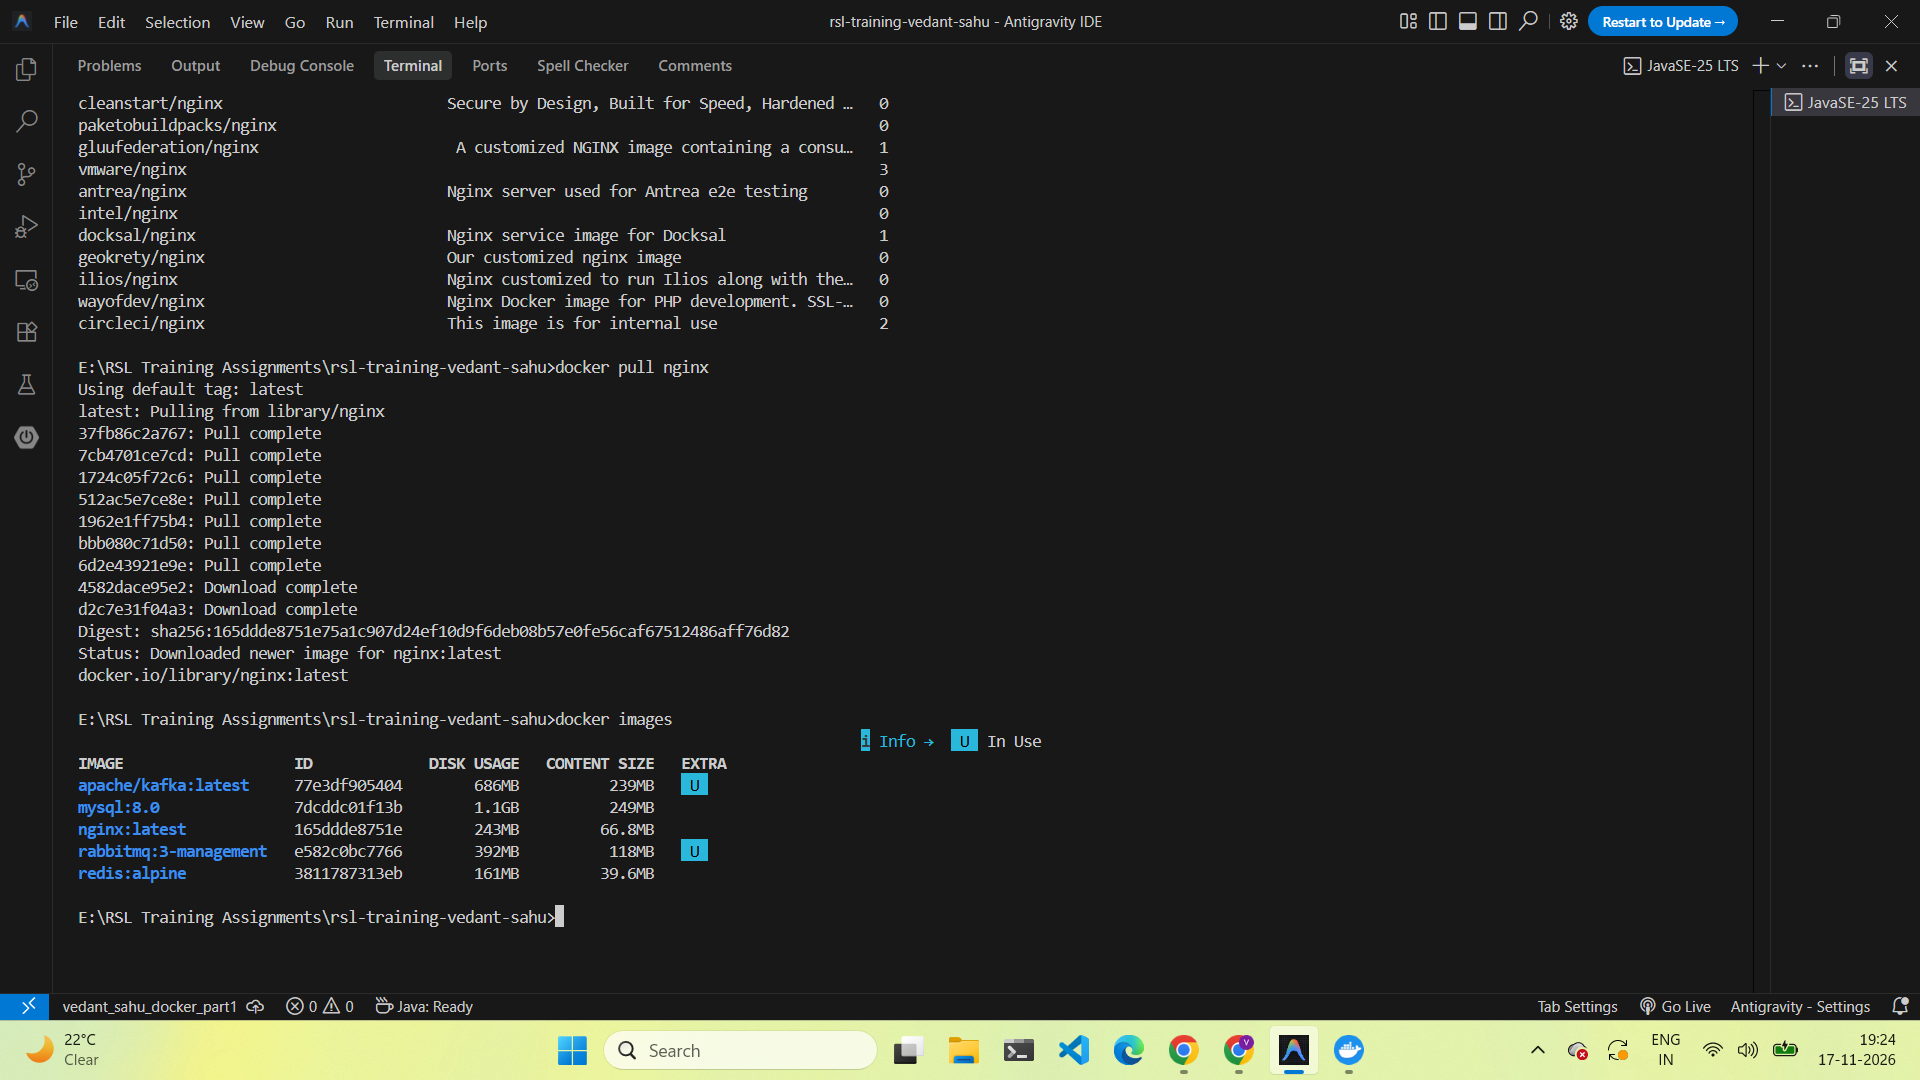 File Edit Selection View Go Run Terminal Help
rsl-training-vedant-sahu - Antigravity IDE
Restart to Update →
Problems Output Debug Console Terminal Ports Spell Checker Comments
JavaSE-25 LTS
JavaSE-25 LTS
cleanstart/nginx Secure by Design, Built for Speed, Hardened … 0
paketobuildpacks/nginx 0
gluufederation/nginx A customized NGINX image containing a consu… 1
vmware/nginx 3
antrea/nginx Nginx server used for Antrea e2e testing 0
intel/nginx 0
docksal/nginx Nginx service image for Docksal 1
geokrety/nginx Our customized nginx image 0
ilios/nginx Nginx customized to run Ilios along with the… 0
wayofdev/nginx Nginx Docker image for PHP development. SSL-… 0
circleci/nginx This image is for internal use 2
E:\RSL Training Assignments\rsl-training-vedant-sahu>docker pull nginx
Using default tag: latest
latest: Pulling from library/nginx
37fb86c2a767: Pull complete
7cb4701ce7cd: Pull complete
1724c05f72c6: Pull complete
512ac5e7ce8e: Pull complete
1962e1ff75b4: Pull complete
bbb080c71d50: Pull complete
6d2e43921e9e: Pull complete
4582dace95e2: Download complete
d2c7e31f04a3: Download complete
Digest: sha256:165ddde8751e75a1c907d24ef10d9f6deb08b57e0fe56caf67512486aff76d82
Status: Downloaded newer image for nginx:latest
docker.io/library/nginx:latest
E:\RSL Training Assignments\rsl-training-vedant-sahu>docker images
i Info → U In Use
IMAGE ID DISK USAGE CONTENT SIZE EXTRA
apache/kafka:latest 77e3df905404 686MB 239MB U
mysql:8.0 7dcddc01f13b 1.1GB 249MB
nginx:latest 165ddde8751e 243MB 66.8MB
rabbitmq:3-management e582c0bc7766 392MB 118MB U
redis:alpine 3811787313eb 161MB 39.6MB
E:\RSL Training Assignments\rsl-training-vedant-sahu>
vedant_sahu_docker_part1 0 0 Java: Ready
Tab Settings Go Live Antigravity - Settings
22°C
Clear
Search
V
ENG
IN
19:24
17-11-2026